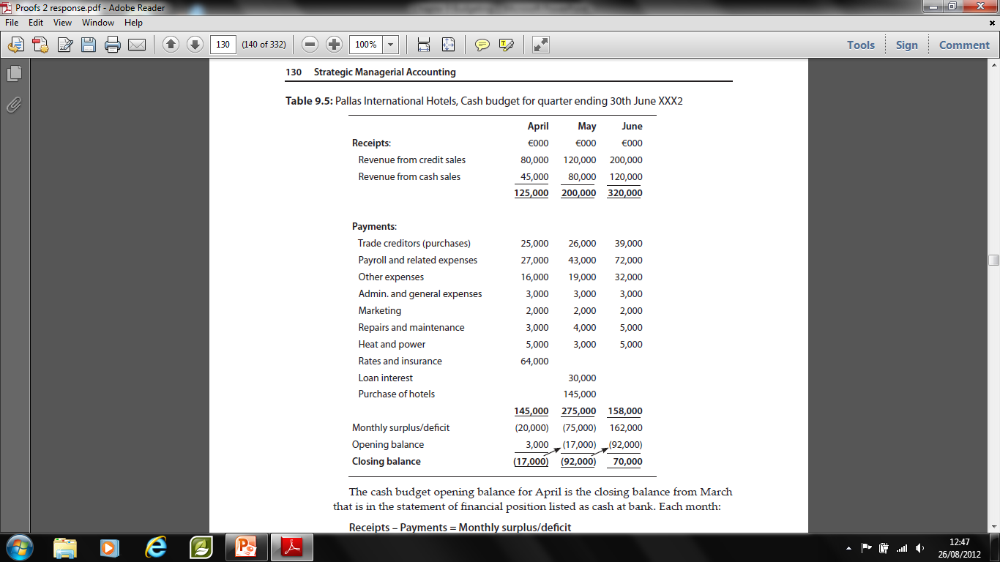 Proofs 2 response.pdf - Adobe Reader
File Edit View Window Help
130 (140 of 332) 100% Tools Sign Comment
130 Strategic Managerial Accounting
Table 9.5: Pallas International Hotels, Cash budget for quarter ending 30th June XXX2
April May June
Receipts: €000 €000 €000
Revenue from credit sales 80,000 120,000 200,000
Revenue from cash sales 45,000 80,000 120,000
125,000 200,000 320,000
Payments:
Trade creditors (purchases) 25,000 26,000 39,000
Payroll and related expenses 27,000 43,000 72,000
Other expenses 16,000 19,000 32,000
Admin. and general expenses 3,000 3,000 3,000
Marketing 2,000 2,000 2,000
Repairs and maintenance 3,000 4,000 5,000
Heat and power 5,000 3,000 5,000
Rates and insurance 64,000
Loan interest 30,000
Purchase of hotels 145,000
145,000 275,000 158,000
Monthly surplus/deficit (20,000) (75,000) 162,000
Opening balance 3,000 (17,000) (92,000)
Closing balance (17,000) (92,000) 70,000
The cash budget opening balance for April is the closing balance from March
that is in the statement of financial position listed as cash at bank. Each month:
Receipts – Payments = Monthly surplus/deficit
12:47
26/08/2012